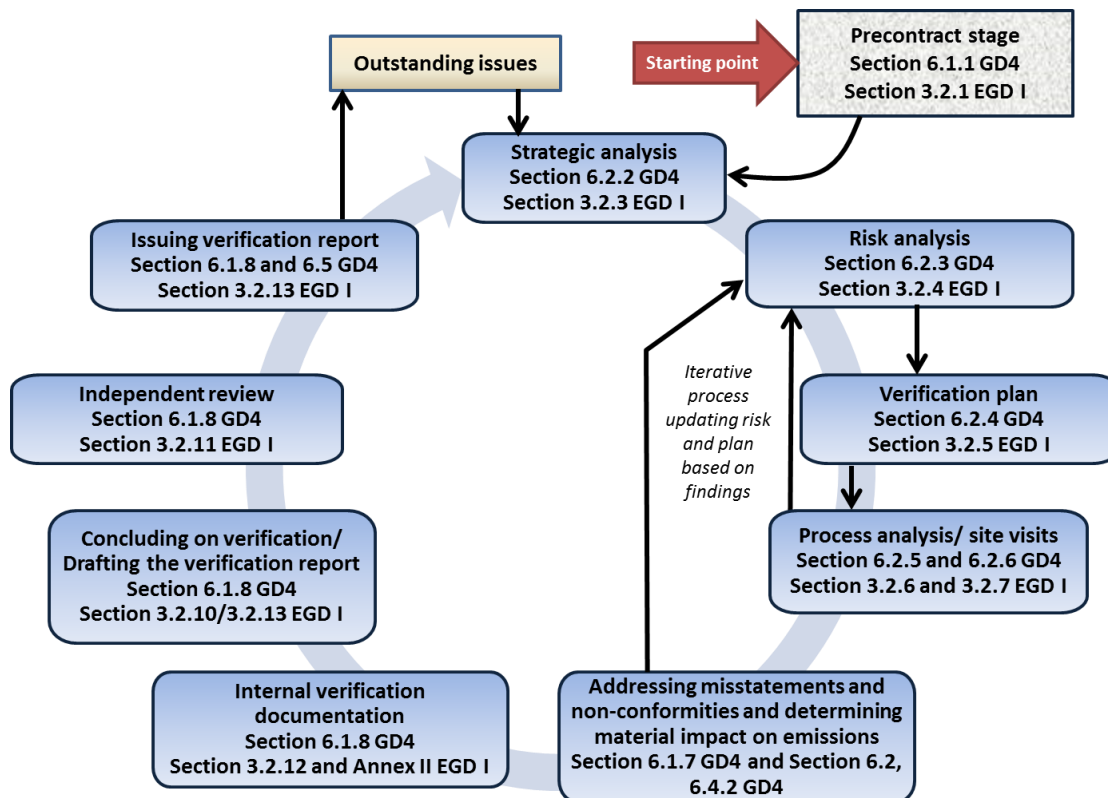 Outstanding issues
Starting point
Precontract stage
Section 6.1.1 GD4
Section 3.2.1 EGD I
Strategic analysis
Section 6.2.2 GD4
Section 3.2.3 EGD I
Risk analysis
Section 6.2.3 GD4
Section 3.2.4 EGD I
Verification plan
Section 6.2.4 GD4
Section 3.2.5 EGD I
Process analysis/ site visits
Section 6.2.5 and 6.2.6 GD4
Section 3.2.6 and 3.2.7 EGD I
Iterative
process
updating risk
and plan
based on
findings
Addressing misstatements and
non-conformities and determining
material impact on emissions
Section 6.1.7 GD4 and Section 6.2,
6.4.2 GD4
Internal verification
documentation
Section 6.1.8 GD4
Section 3.2.12 and Annex II EGD I
Concluding on verification/
Drafting the verification report
Section 6.1.8 GD4
Section 3.2.10/3.2.13 EGD I
Independent review
Section 6.1.8 GD4
Section 3.2.11 EGD I
Issuing verification report
Section 6.1.8 and 6.5 GD4
Section 3.2.13 EGD I